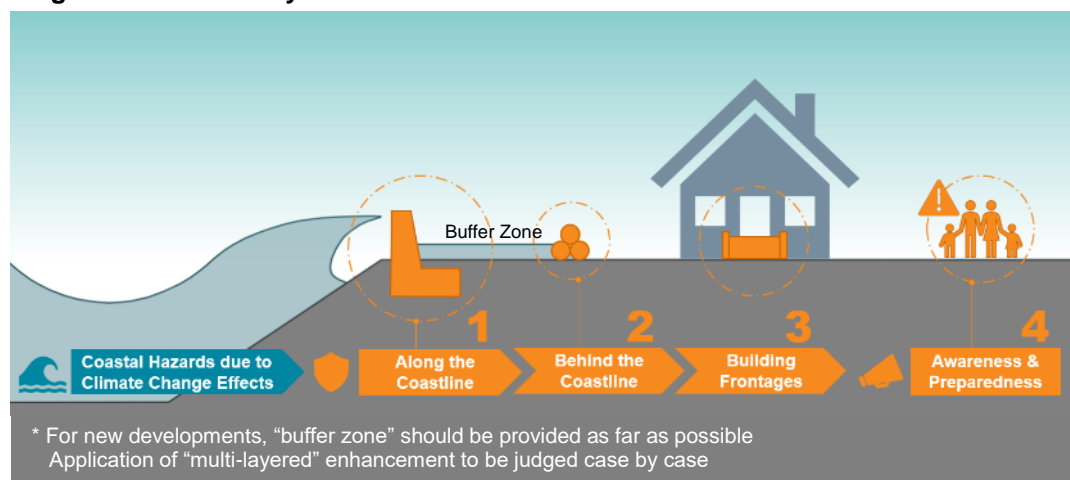 Buffer Zone
1
2
3
4
Coastal Hazards due to
Climate Change Effects
Along the
Coastline
Behind the
Coastline
Building
Frontages
Awareness &
Preparedness
* For new developments, “buffer zone” should be provided as far as possible
Application of “multi-layered” enhancement to be judged case by case